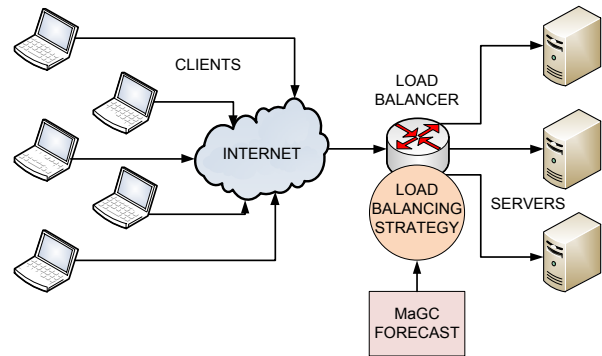 CLIENTS
INTERNET
LOAD
BALANCER
LOAD
BALANCING
STRATEGY
SERVERS
MaGC
FORECAST